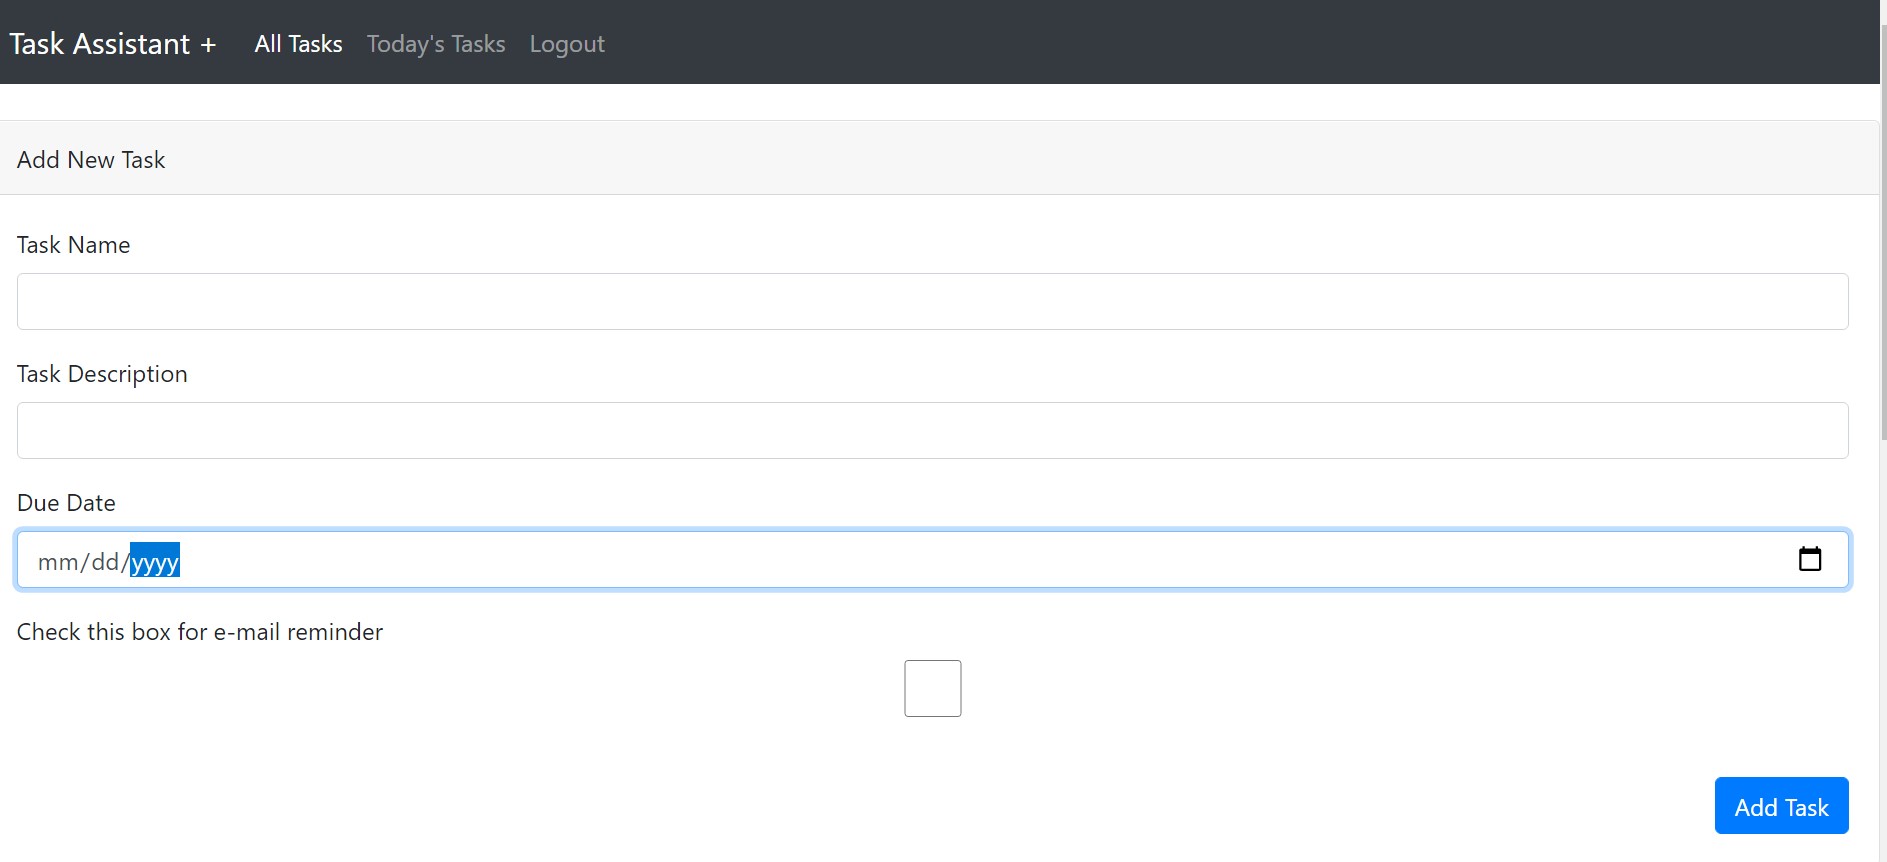 Task Assistant + All Tasks Today's Tasks Logout
Add New Task
Task Name
Task Description
Due Date
mm/dd/yyyy
Check this box for e-mail reminder
Add Task